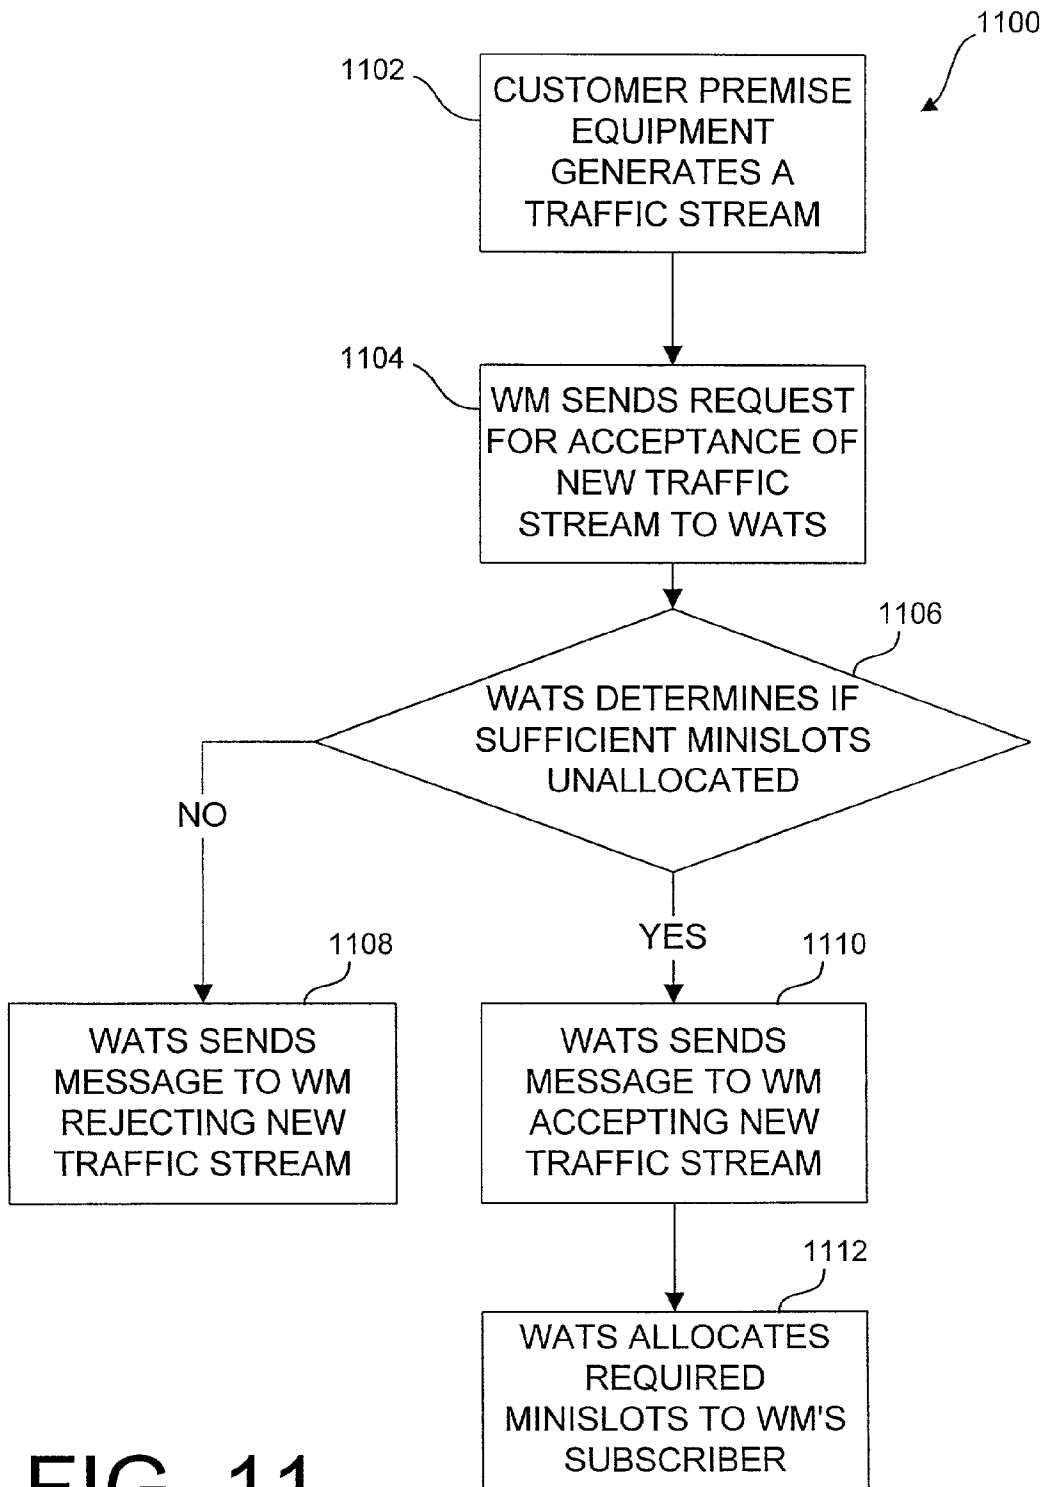 1100
1102
CUSTOMER PREMISE
EQUIPMENT
GENERATES A
TRAFFIC STREAM
1104
WM SENDS REQUEST
FOR ACCEPTANCE OF
NEW TRAFFIC
STREAM TO WATS
1106
WATS DETERMINES IF
SUFFICIENT MINISLOTS
UNALLOCATED
NO
YES
1108
WATS SENDS
MESSAGE TO WM
REJECTING NEW
TRAFFIC STREAM
1110
WATS SENDS
MESSAGE TO WM
ACCEPTING NEW
TRAFFIC STREAM
1112
WATS ALLOCATES
REQUIRED
MINISLOTS TO WM'S
SUBSCRIBER
FIG. 11